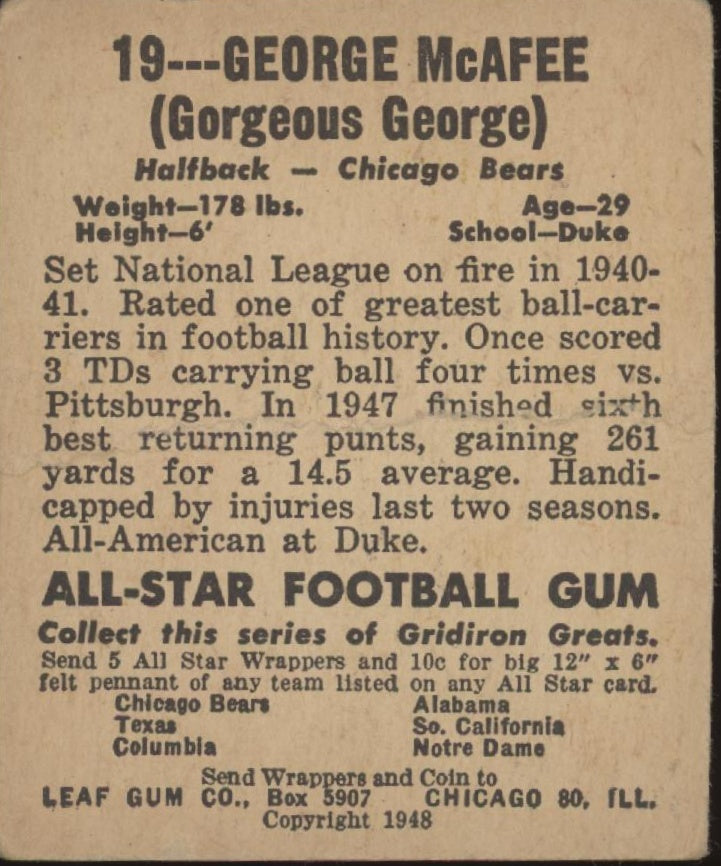 19---GEORGE McAFEE
(Gorgeous George)
Halfback — Chicago Bears
Weight—178 lbs. Age—29
Height—6' School—Duke
Set National League on fire in 1940-
41. Rated one of greatest ball-car-
riers in football history. Once scored
3 TDs carrying ball four times vs.
Pittsburgh. In 1947 finished sixth
best returning punts, gaining 261
yards for a 14.5 average. Handi-
capped by injuries last two seasons.
All-American at Duke.
ALL-STAR FOOTBALL GUM
Collect this series of Gridiron Greats.
Send 5 All Star Wrappers and 10c for big 12" x 6"
felt pennant of any team listed on any All Star card.
Chicago Bears Alabama
Texas So. California
Columbia Notre Dame
Send Wrappers and Coin to
LEAF GUM CO., Box 5907 CHICAGO 80, ILL.
Copyright 1948